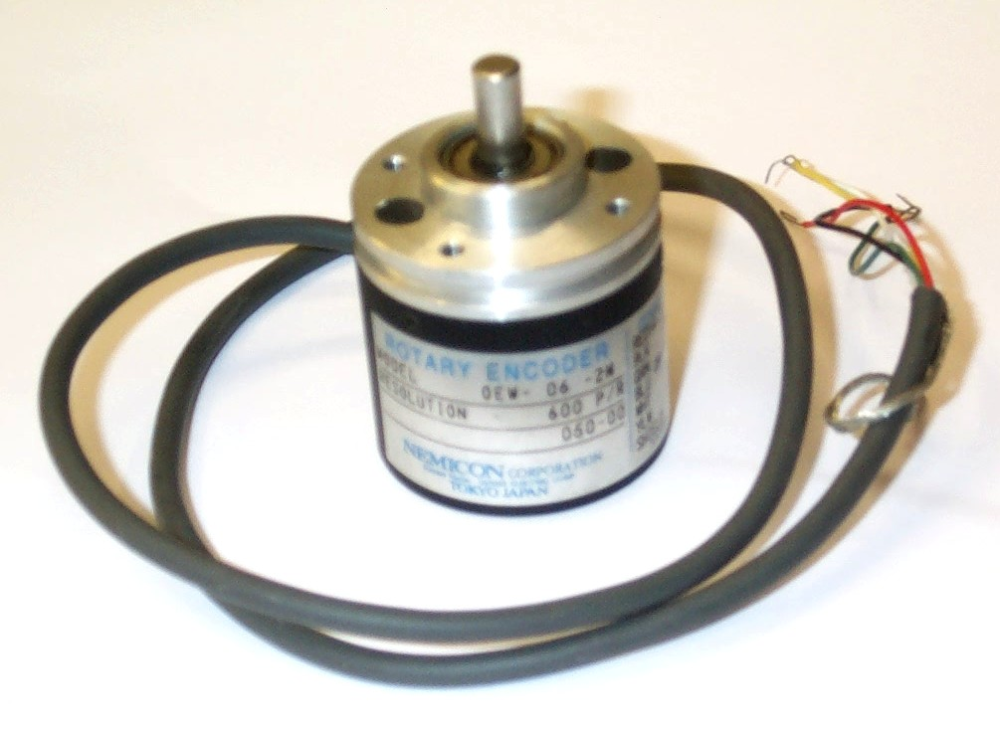 ROTARY ENCODER
MODEL OEW- 06 -2M
RESOLUTION 600 P/R
060-00
NEMICON CORPORATION
TOKYO JAPAN